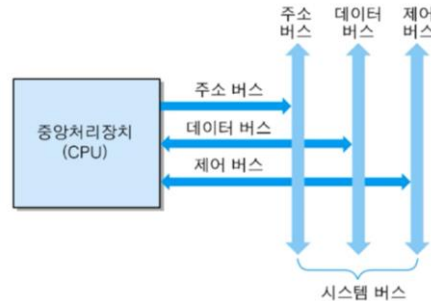 주소 데이터 제어
버스 버스 버스
주소 버스
데이터 버스
제어 버스
중앙처리장치
(CPU)
시스템 버스